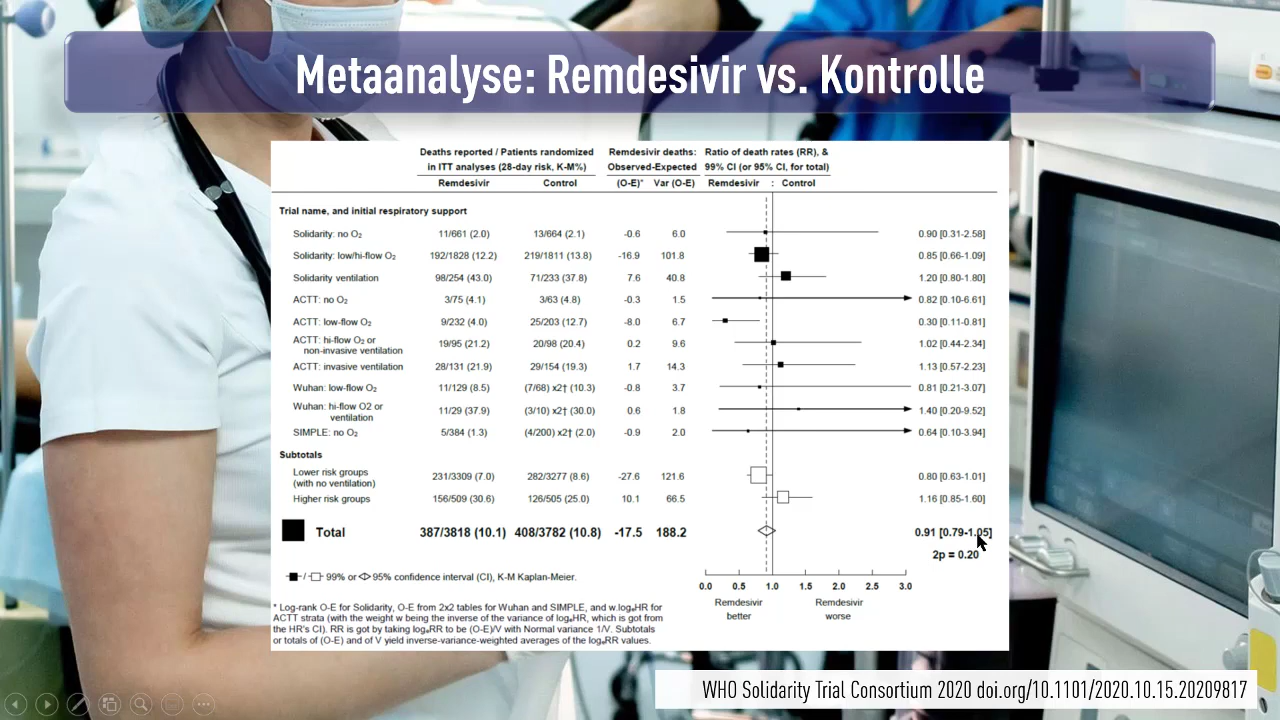 Metaanalyse: Remdesivir vs. Kontrolle
Deaths reported / Patients randomized in ITT analyses (28-day risk, K-M%)
Remdesivir deaths: Observed-Expected
Ratio of death rates (RR), & 99% CI (or 95% CI, for total)
Remdesivir Control (O-E)* Var (O-E) Remdesivir : Control
Trial name, and initial respiratory support
Solidarity: no O₂ 11/661 (2.0) 13/664 (2.1) -0.6 6.0 0.90 [0.31-2.58]
Solidarity: low/hi-flow O₂ 192/1828 (12.2) 219/1811 (13.8) -16.9 101.8 0.85 [0.66-1.09]
Solidarity ventilation 98/254 (43.0) 71/233 (37.8) 7.6 40.8 1.20 [0.80-1.80]
ACTT: no O₂ 3/75 (4.1) 3/63 (4.8) -0.3 1.5 0.82 [0.10-6.61]
ACTT: low-flow O₂ 9/232 (4.0) 25/203 (12.7) -8.0 6.7 0.30 [0.11-0.81]
ACTT: hi-flow O₂ or non-invasive ventilation 19/95 (21.2) 20/98 (20.4) 0.2 9.6 1.02 [0.44-2.34]
ACTT: invasive ventilation 28/131 (21.9) 29/154 (19.3) 1.7 14.3 1.13 [0.57-2.23]
Wuhan: low-flow O₂ 11/129 (8.5) (7/68) x2† (10.3) -0.8 3.7 0.81 [0.21-3.07]
Wuhan: hi-flow O2 or ventilation 11/29 (37.9) (3/10) x2† (30.0) 0.6 1.8 1.40 [0.20-9.52]
SIMPLE: no O₂ 5/384 (1.3) (4/200) x2† (2.0) -0.9 2.0 0.64 [0.10-3.94]
Subtotals
Lower risk groups (with no ventilation) 231/3309 (7.0) 282/3277 (8.6) -27.6 121.6 0.80 [0.63-1.01]
Higher risk groups 156/509 (30.6) 126/505 (25.0) 10.1 66.5 1.16 [0.85-1.60]
Total 387/3818 (10.1) 408/3782 (10.8) -17.5 188.2 0.91 [0.79-1.05]
2p = 0.20
/ 99% or 95% confidence interval (CI), K-M Kaplan-Meier.
0.0 0.5 1.0 2.0 2.5 3.0
Remdesivir better
Remdesivir worse
* Log-rank O-E for Solidarity, O-E from 2x2 tables for Wuhan and SIMPLE, and w.logₑHR for
ACTT strata (with the weight w being the inverse of the variance of logₑHR, which is got from
the HR's CI). RR is got by taking logₑRR to be (O-E)/V with Normal variance 1/V. Subtotals
or totals of (O-E) and of V yield inverse-variance-weighted averages of the logₑRR values.
WHO Solidarity Trial Consortium 2020 doi.org/10.1101/2020.10.15.20209817